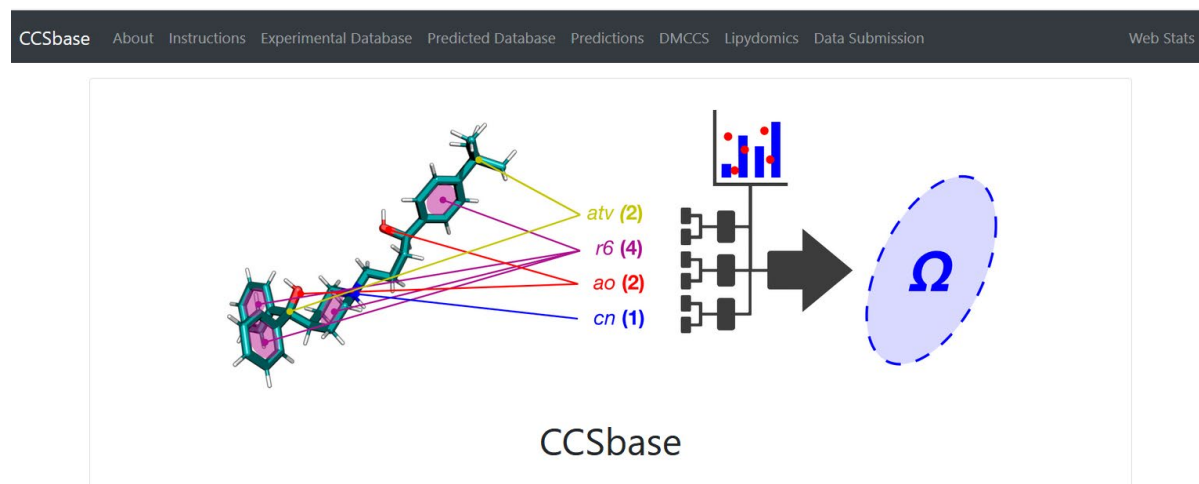 CCSbase About Instructions Experimental Database Predicted Database Predictions DMCCS Lipydomics Data Submission Web Stats
atv (2)
r6 (4)
ao (2)
cn (1)
Ω
CCSbase